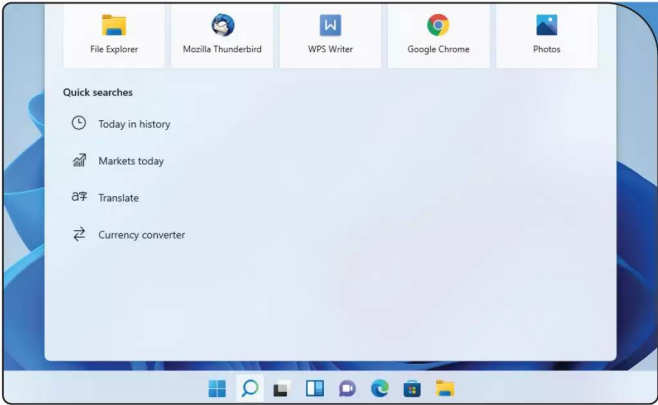 File Explorer
Mozilla Thunderbird
WPS Writer
Google Chrome
Photos
Quick searches
Today in history
Markets today
Translate
Currency converter